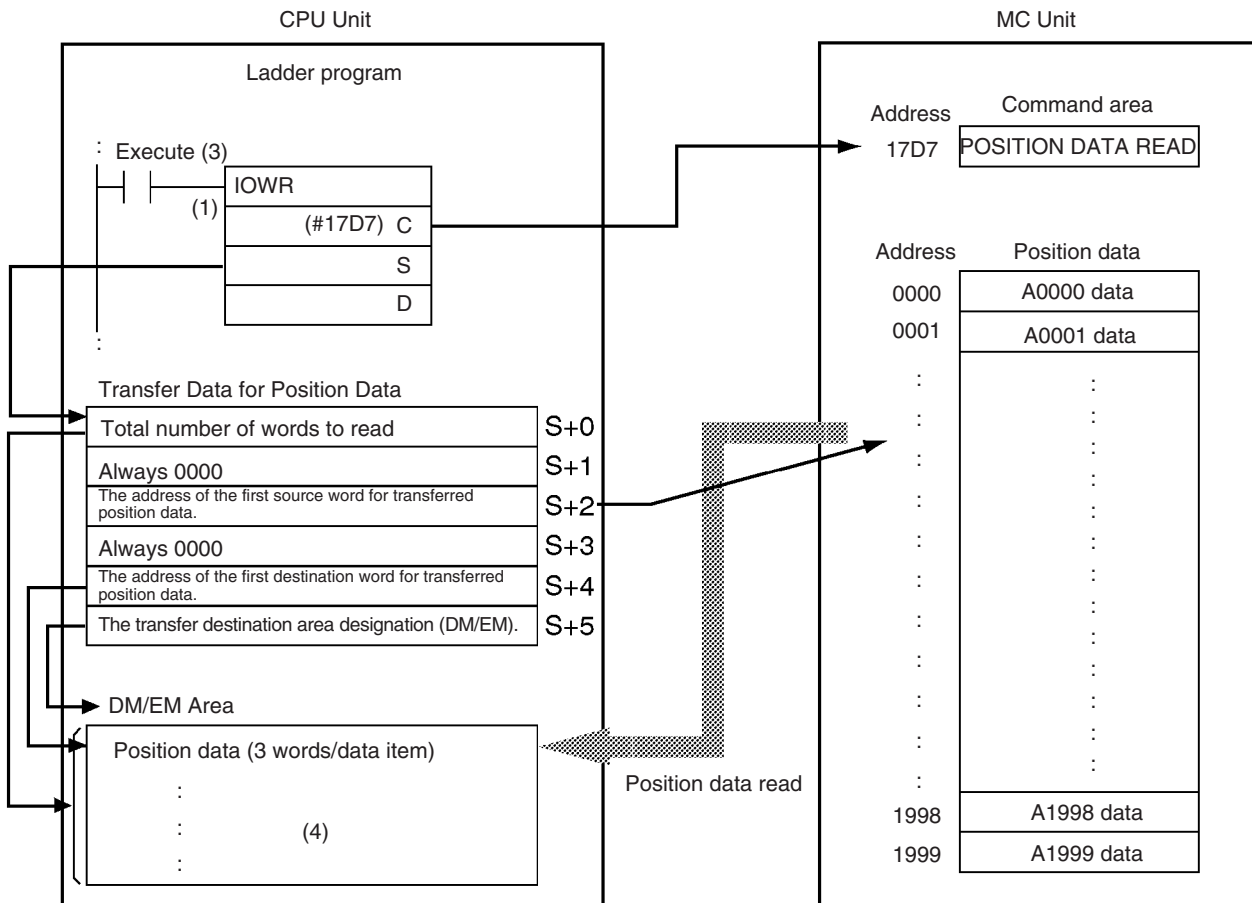 CPU Unit
Ladder program
:
Execute (3)
(1)
IOWR
(#17D7) C
S
D
:
Transfer Data for Position Data
Total number of words to read S+0
Always 0000 S+1
The address of the first source word for transferred
position data. S+2
Always 0000 S+3
The address of the first destination word for transferred
position data. S+4
The transfer destination area designation (DM/EM). S+5
DM/EM Area
Position data (3 words/data item)
:
: (4)
:
Position data read
MC Unit
Address Command area
17D7 POSITION DATA READ
Address Position data
0000 A0000 data
0001 A0001 data
: :
: :
: :
: :
: :
: :
: :
: :
: :
: :
:
1998 A1998 data
1999 A1999 data